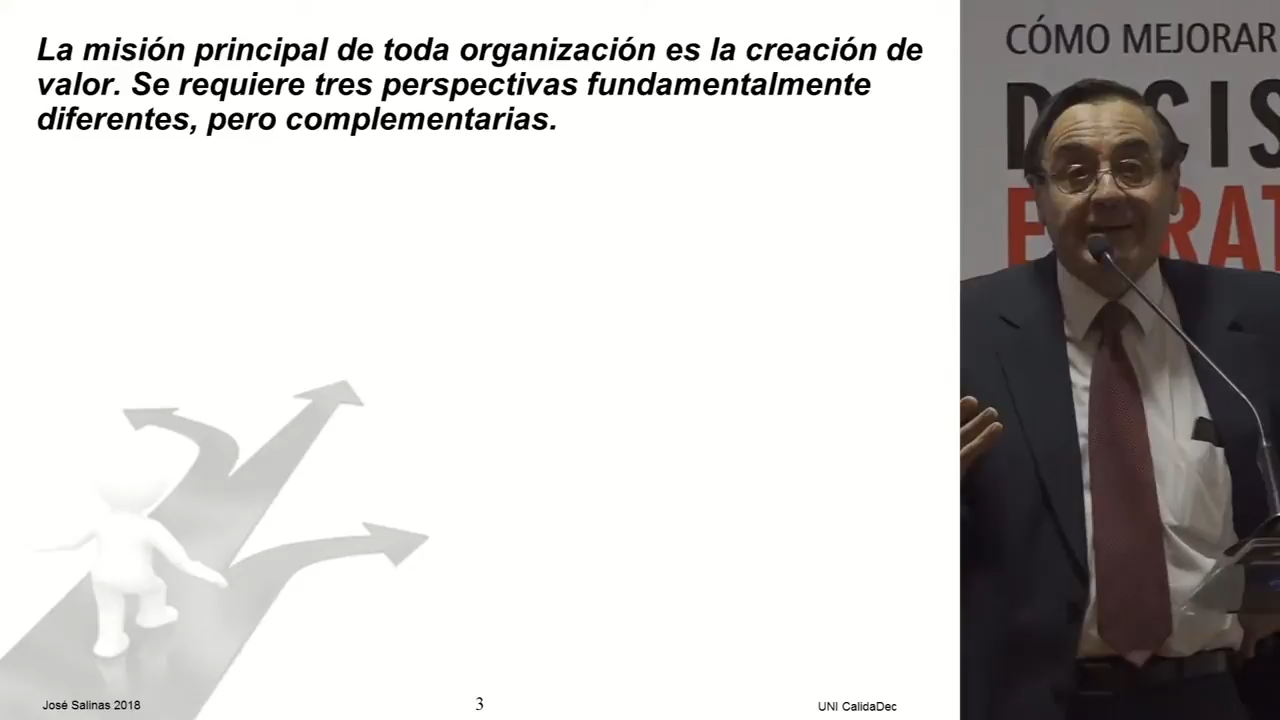 La misión principal de toda organización es la creación de
valor. Se requiere tres perspectivas fundamentalmente
diferentes, pero complementarias.
José Salinas 2018
3
UNI CalidaDec
CÓMO MEJORAR